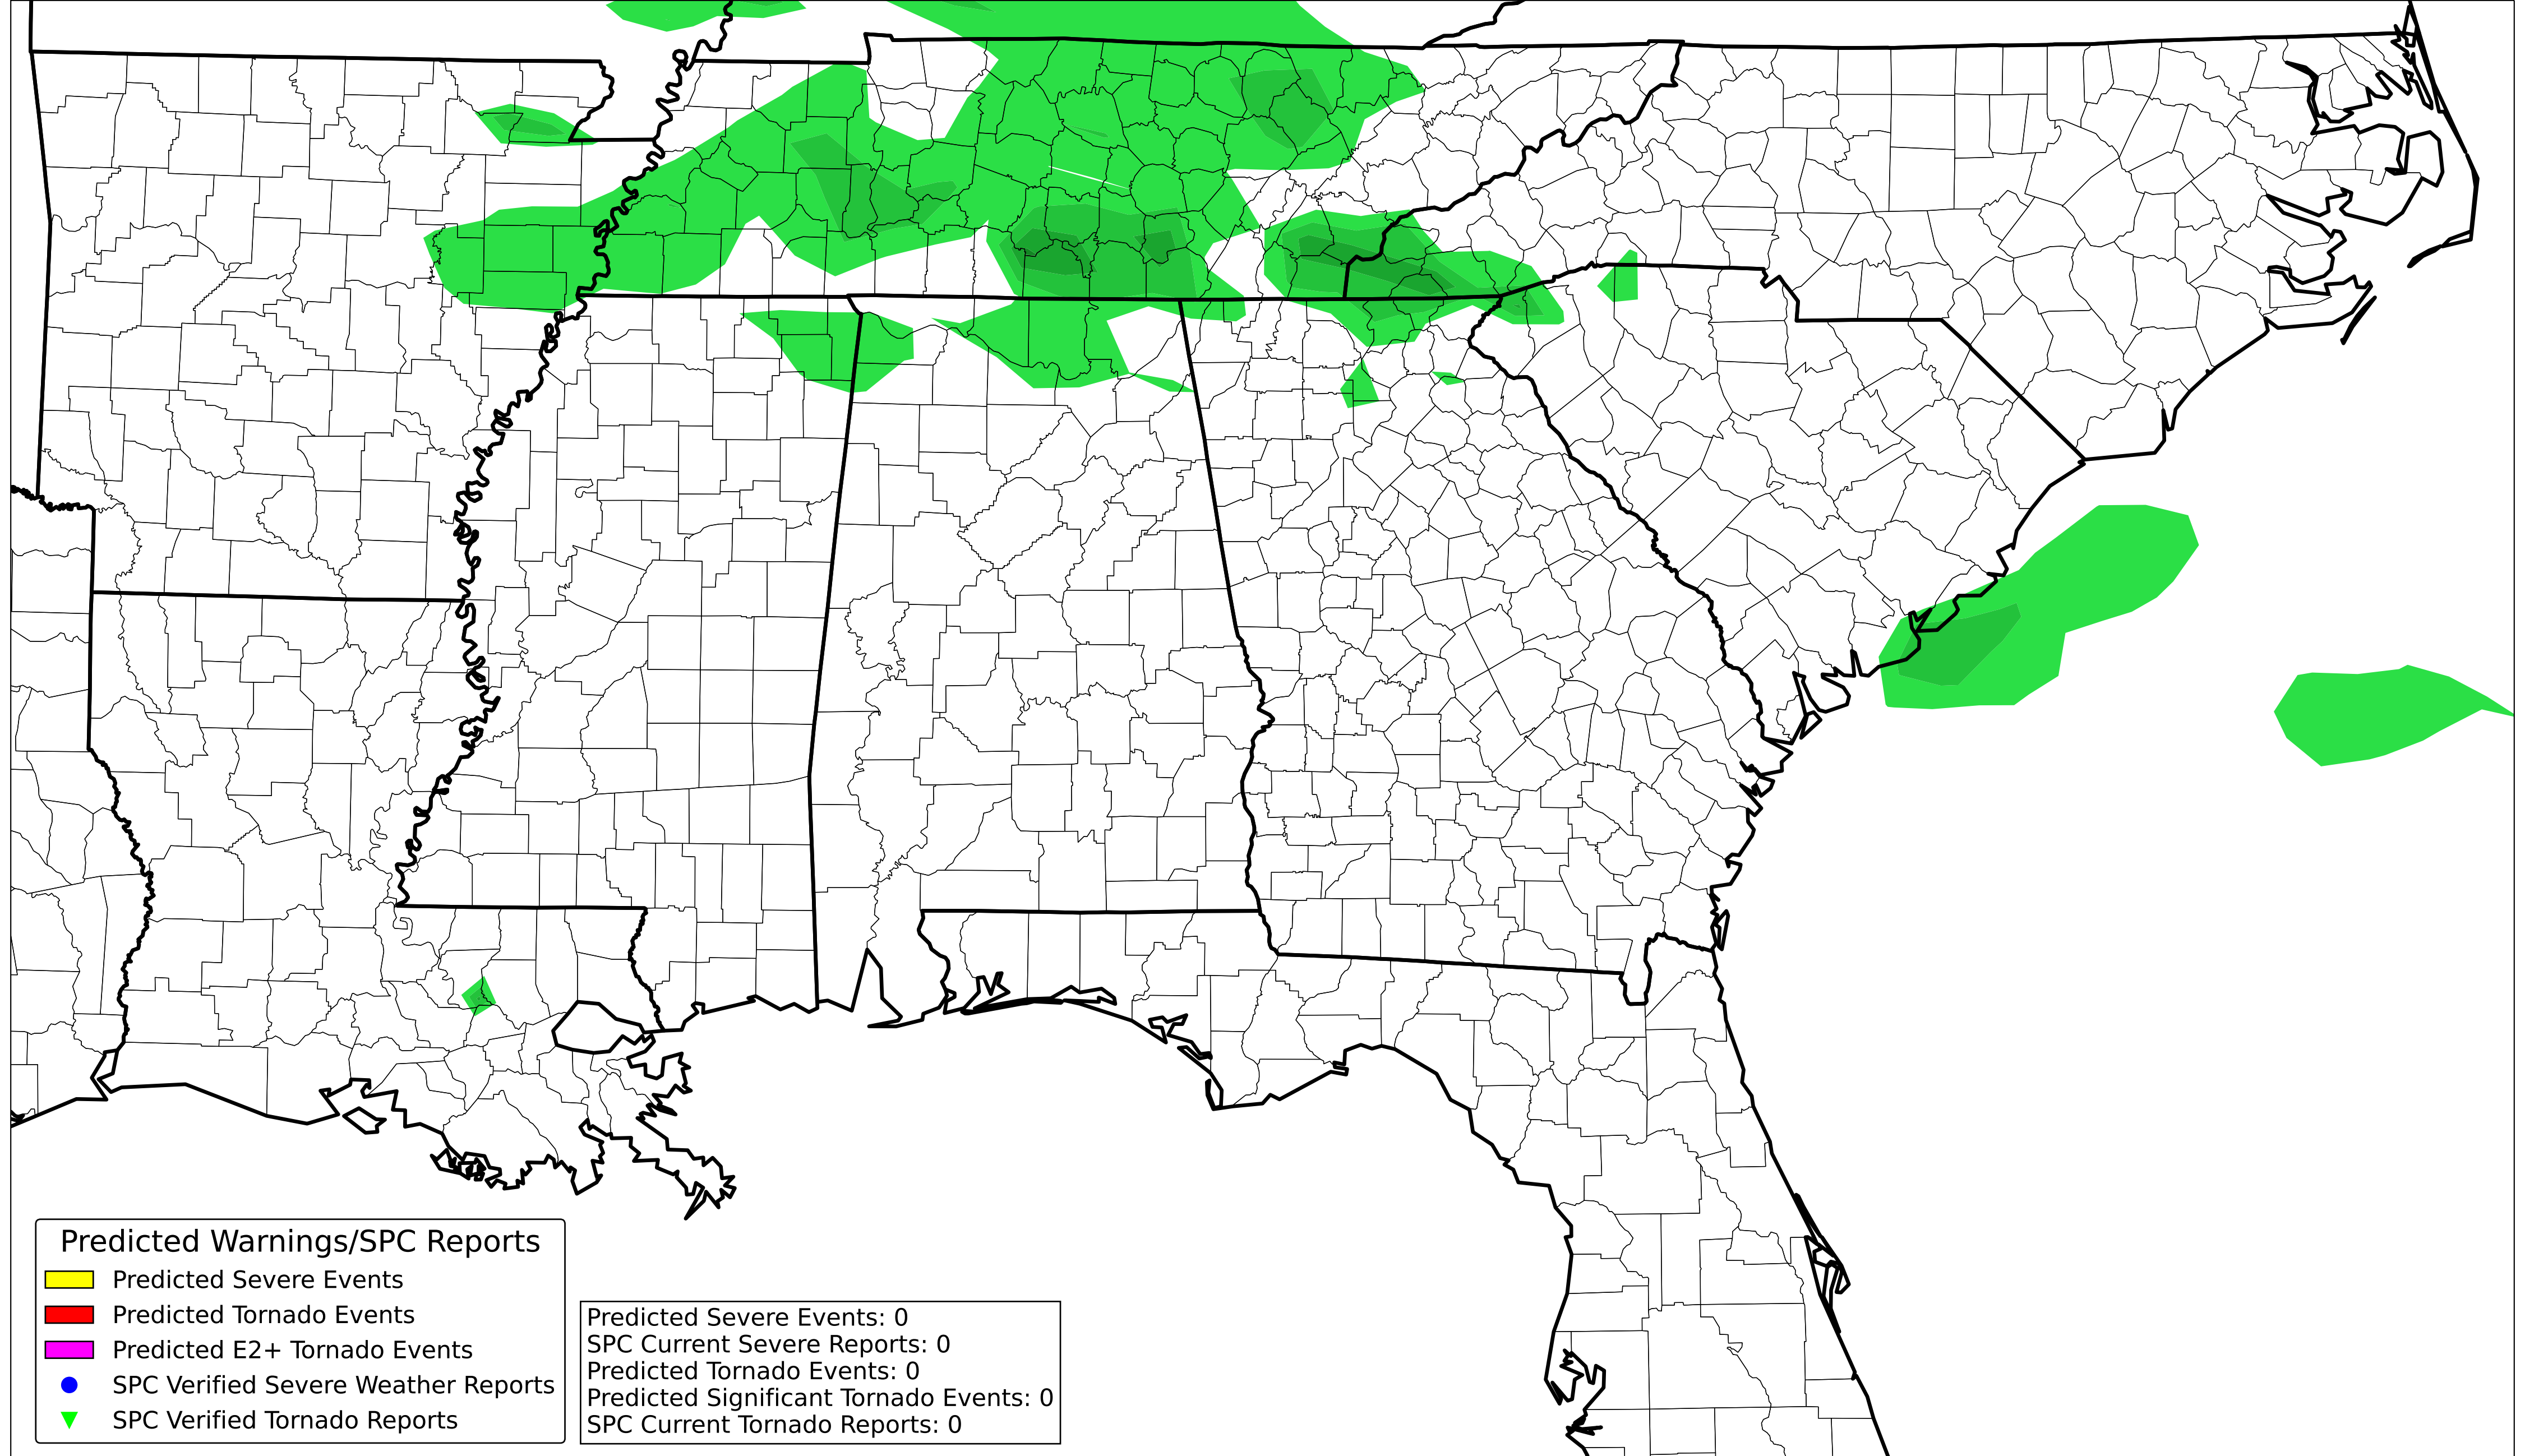 Predicted Warnings/SPC Reports
Predicted Severe Events
Predicted Tornado Events
Predicted E2+ Tornado Events
SPC Verified Severe Weather Reports
SPC Verified Tornado Reports
Predicted Severe Events: 0
SPC Current Severe Reports: 0
Predicted Tornado Events: 0
Predicted Significant Tornado Events: 0
SPC Current Tornado Reports: 0